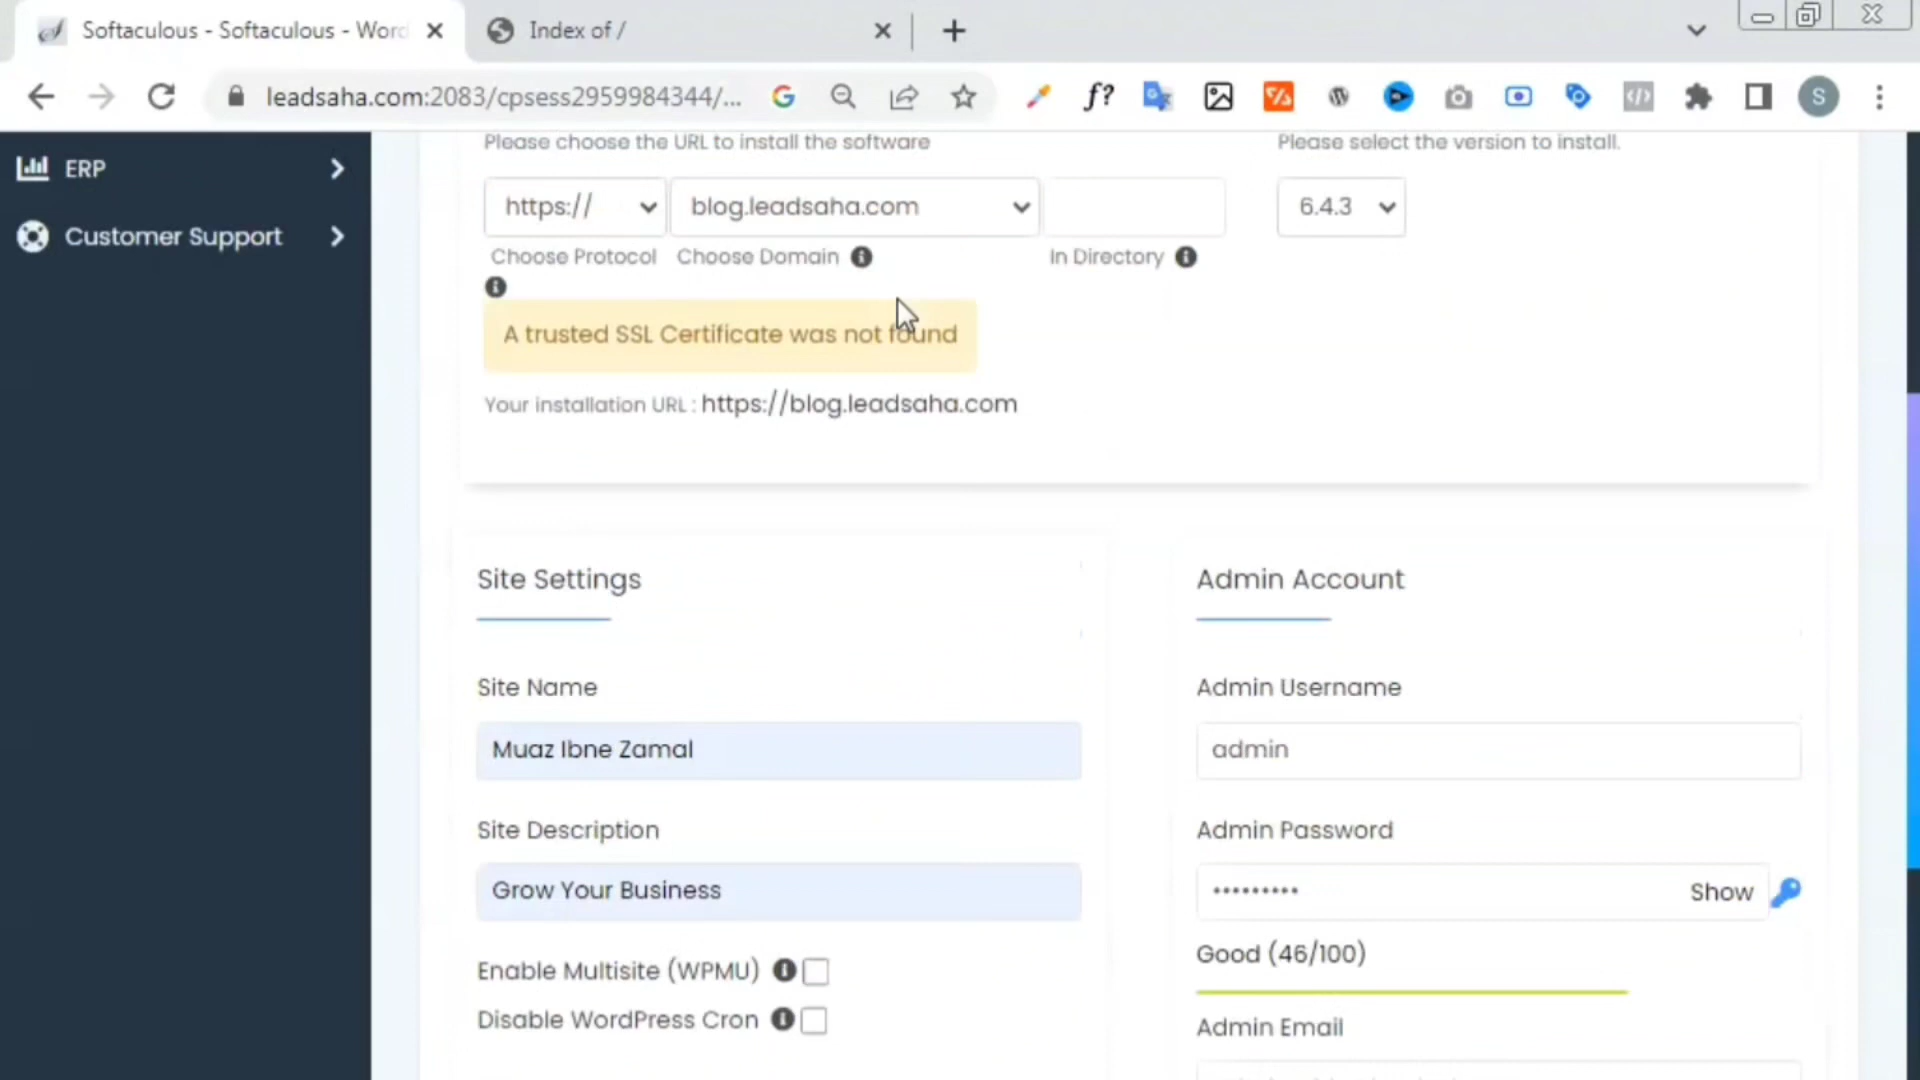 Softaculous - Softaculous - Word
Index of /
leadsaha.com:2083/cpsess2959984344/...
S
Please choose the URL to install the software
Please select the version to install.
ERP
https://
blog.leadsaha.com
6.4.3
Customer Support
Choose Protocol
Choose Domain
In Directory
A trusted SSL Certificate was not found
Your installation URL : https://blog.leadsaha.com
Site Settings
Admin Account
Site Name
Admin Username
Muaz Ibne Zamal
admin
Site Description
Admin Password
Grow Your Business
•••••••••
Show
Good (46/100)
Enable Multisite (WPMU)
Disable WordPress Cron
Admin Email